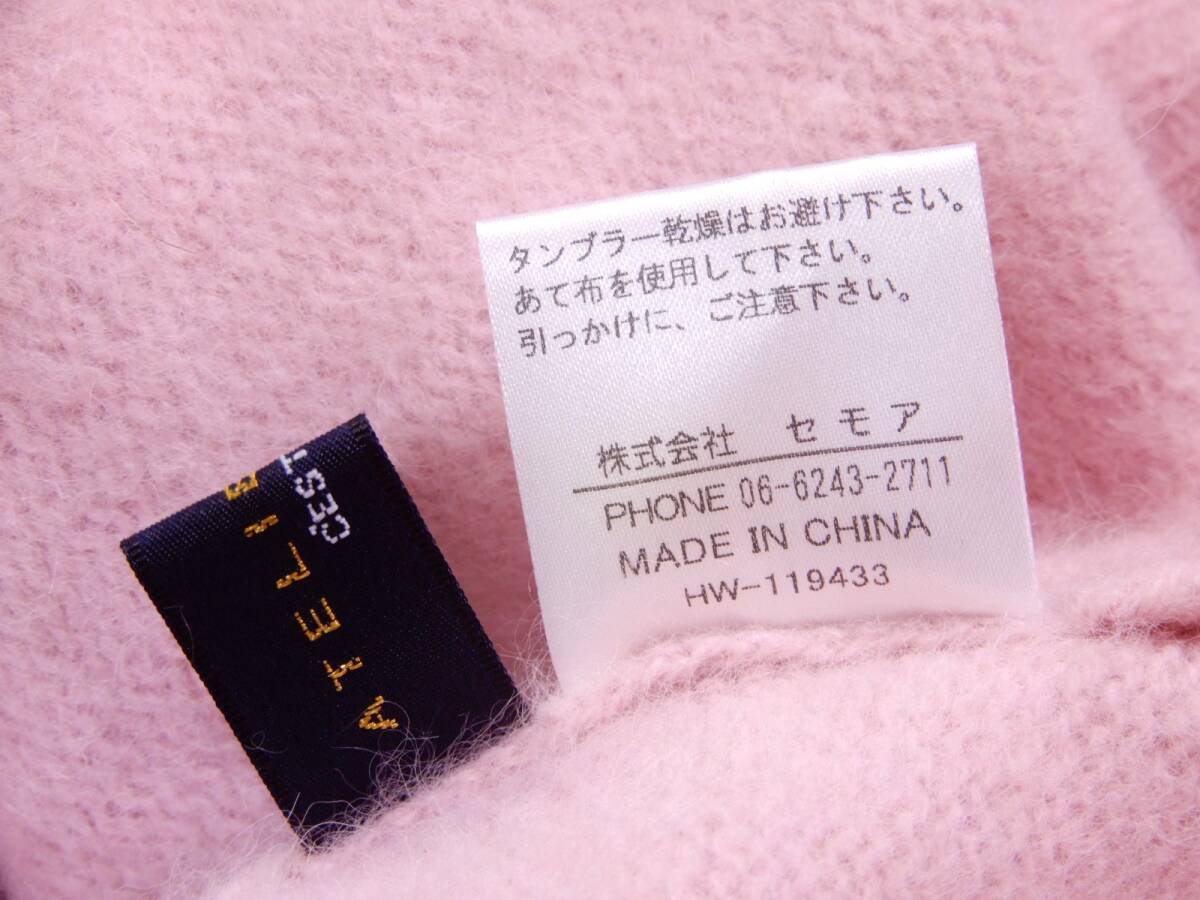 タンブラー乾燥はお避け下さい。
あて布を使用して下さい。
引っかけに、ご注意下さい。
株式会社 セモア
PHONE 06-6243-2711
MADE IN CHINA
HW-119433
ATELIE
C'EST